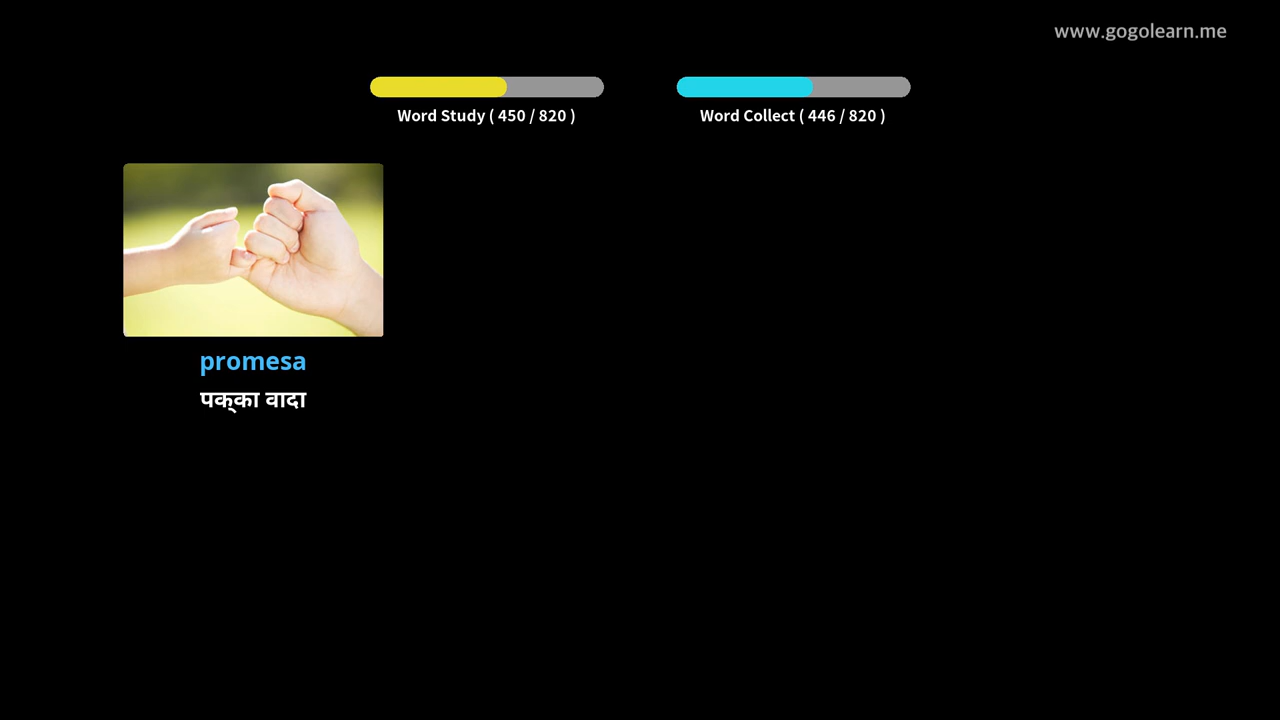 www.gogolearn.me
Word Study ( 450 / 820 )
Word Collect ( 446 / 820 )
promesa
पक्का वादा